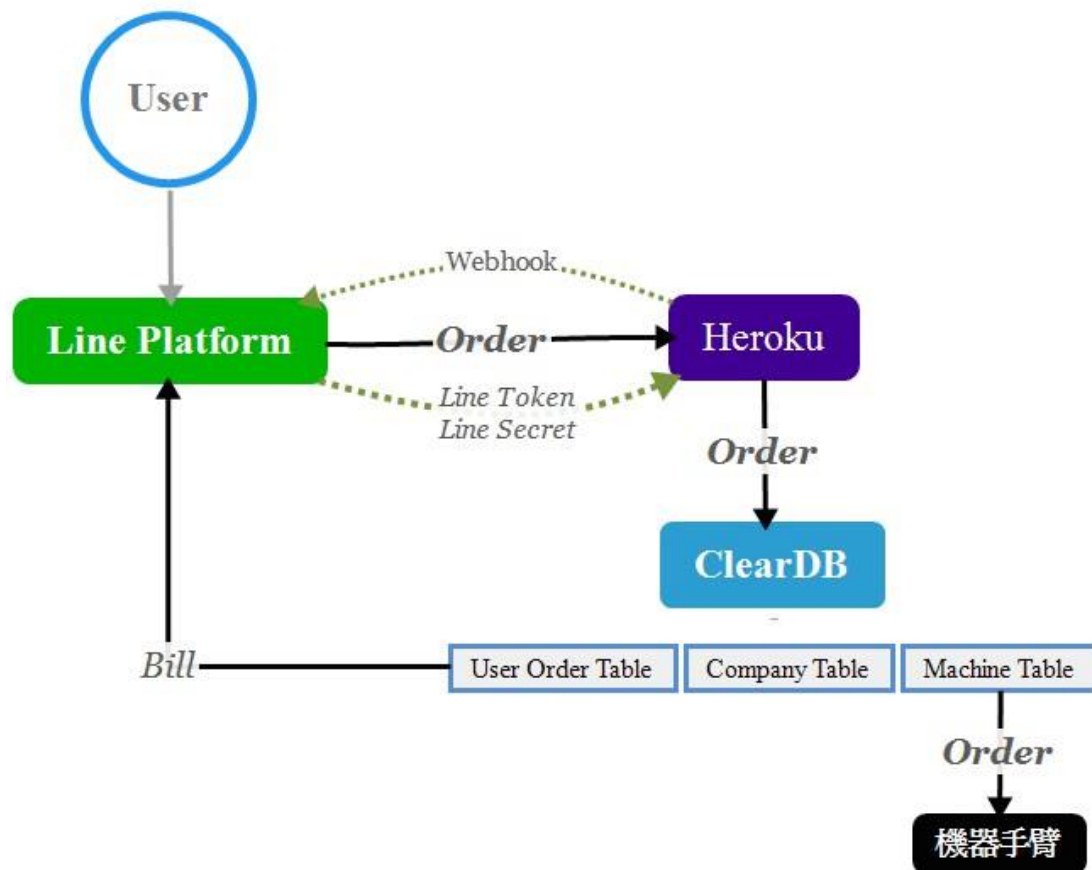 User
Webhook
Line Platform
Order
Heroku
Line Token
Line Secret
Order
ClearDB
Bill
User Order Table
Company Table
Machine Table
Order
機器手臂